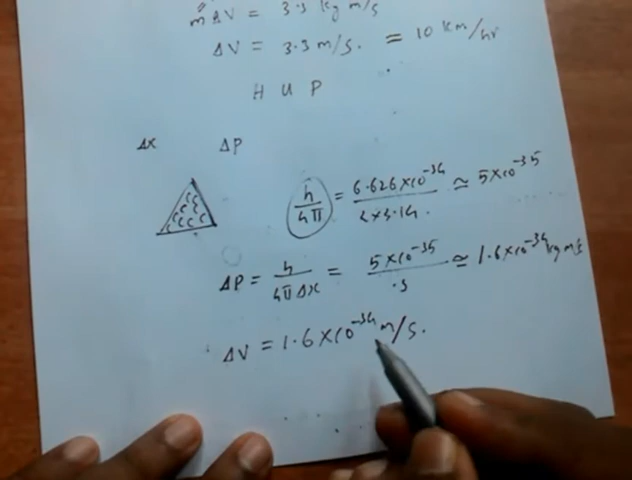 m ΔV = 3.3 kg m/s
ΔV = 3.3 m/s. = 10 km/hr
H U P
Δx ΔP
h/4π = 6.626×10⁻³⁴/4×3.14. ≃ 5×10⁻³⁵
ΔP = h/4πΔx = 5×10⁻³⁵/.3 ≃ 1.6×10⁻³⁴ kg m/s
ΔV = 1.6×10⁻³⁴ m/s.